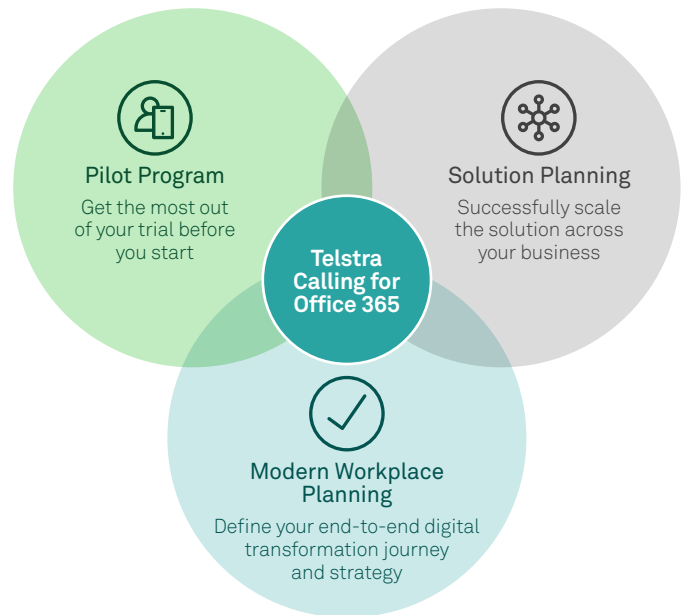 Pilot Program
Get the most out
of your trial before
you start
Solution Planning
Successfully scale
the solution across
your business
Telstra
Calling for
Office 365
Modern Workplace
Planning
Define your end-to-end digital
transformation journey
and strategy